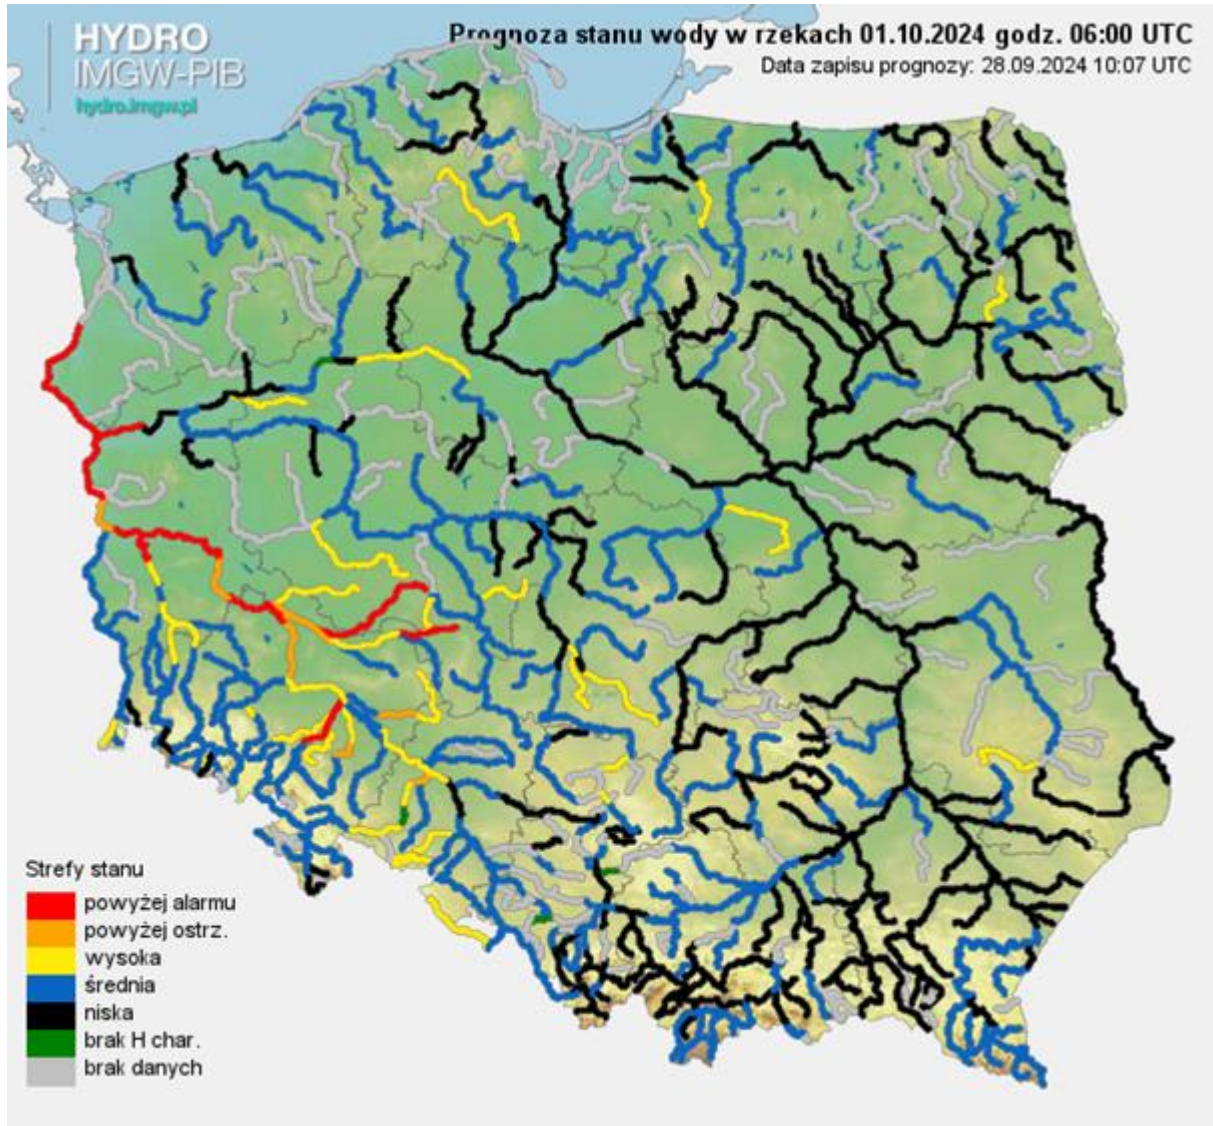 HYDRO
IMGW-PIB
hydro.imgw.pl
Prognoza stanu wody w rzekach 01.10.2024 godz. 06:00 UTC
Data zapisu prognozy: 28.09.2024 10:07 UTC
Strefy stanu
powyżej alarmu
powyżej ostrz.
wysoka
średnia
niska
brak H char.
brak danych